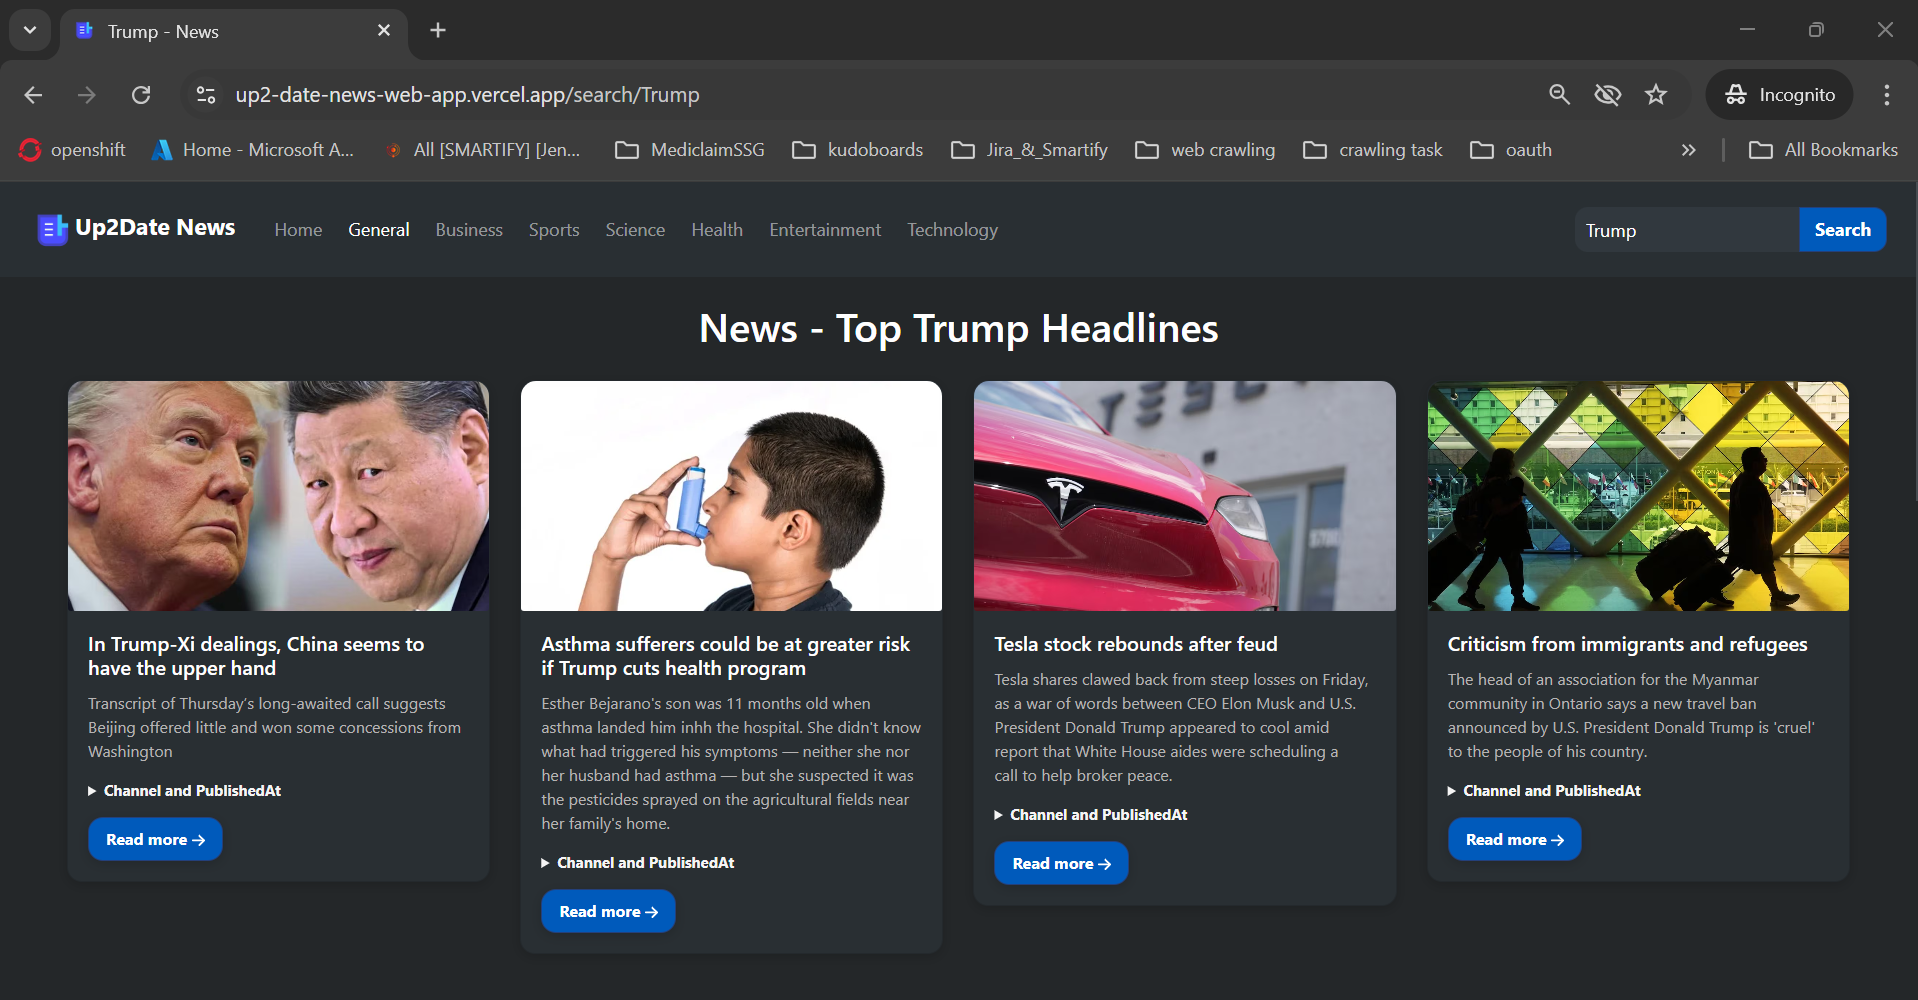 Trump - News
up2-date-news-web-app.vercel.app/search/Trump
Incognito
openshift
Home - Microsoft A...
All [SMARTIFY] [Jen...
MediclaimSSG
kudoboards
Jira_&_Smartify
web crawling
crawling task
oauth
All Bookmarks
Up2Date News
Home
General
Business
Sports
Science
Health
Entertainment
Technology
Trump
Search
News - Top Trump Headlines
In Trump-Xi dealings, China seems to
have the upper hand
Transcript of Thursday's long-awaited call suggests
Beijing offered little and won some concessions from
Washington
Channel and PublishedAt
Read more →
Asthma sufferers could be at greater risk
if Trump cuts health program
Esther Bejarano's son was 11 months old when
asthma landed him inhh the hospital. She didn't know
what had triggered his symptoms — neither she nor
her husband had asthma — but she suspected it was
the pesticides sprayed on the agricultural fields near
her family's home.
Channel and PublishedAt
Read more →
TESL
Tesla stock rebounds after feud
Tesla shares clawed back from steep losses on Friday,
as a war of words between CEO Elon Musk and U.S.
President Donald Trump appeared to cool amid
report that White House aides were scheduling a
call to help broker peace.
Channel and PublishedAt
Read more →
Criticism from immigrants and refugees
The head of an association for the Myanmar
community in Ontario says a new travel ban
announced by U.S. President Donald Trump is 'cruel'
to the people of his country.
Channel and PublishedAt
Read more →